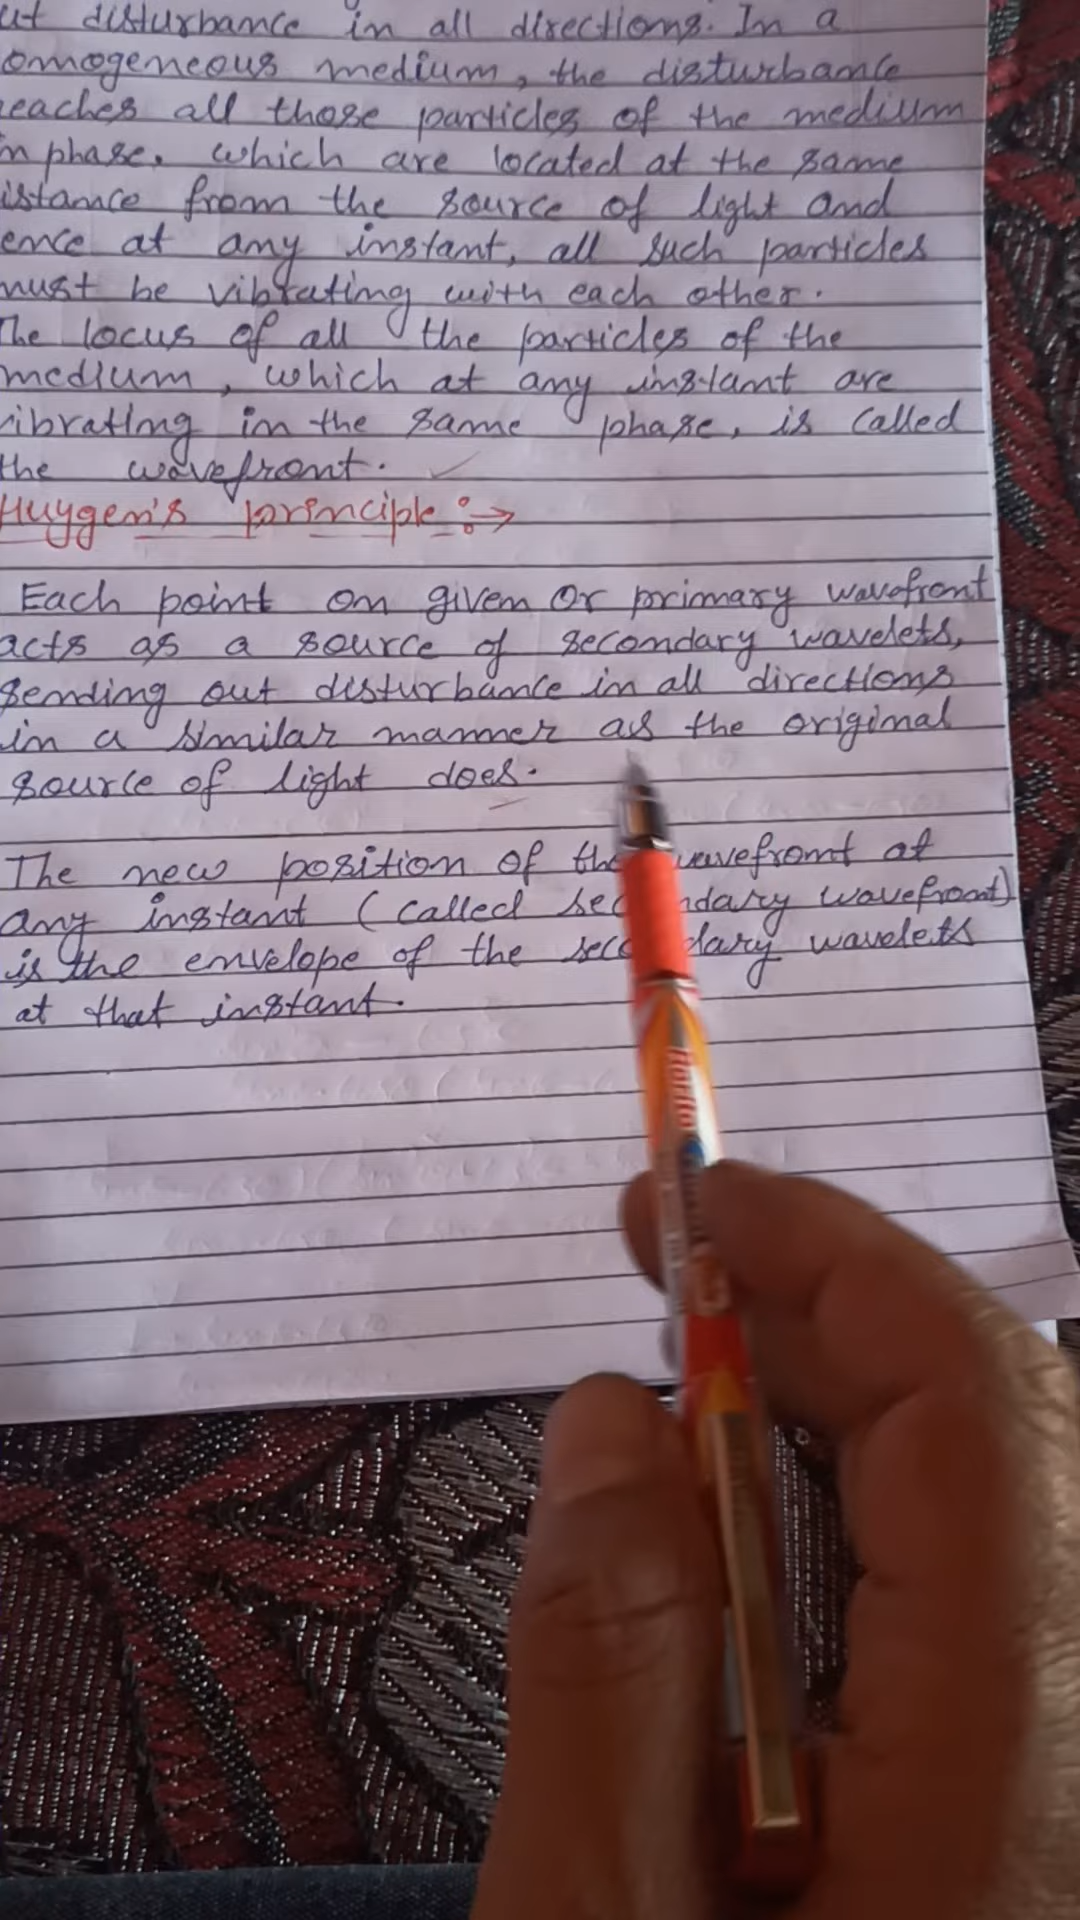 ut disturbance in all directions. In a
omogeneous medium, the disturbance
reaches all those particles of the medium
in phase, which are located at the same
istance from the source of light and
ence at any instant, all such particles
must be vibrating with each other.
The locus of all the particles of the
medium, which at any instant are
vibrating in the same phase, is called
the wavefront.
Huygen's principle :→
Each point on given or primary wavefront
acts as a source of secondary wavelets,
sending out disturbance in all directions
in a similar manner as the original
source of light does.
The new position of the wavefront at
any instant (called secondary wavefront)
is the envelope of the secondary wavelets
at that instant.